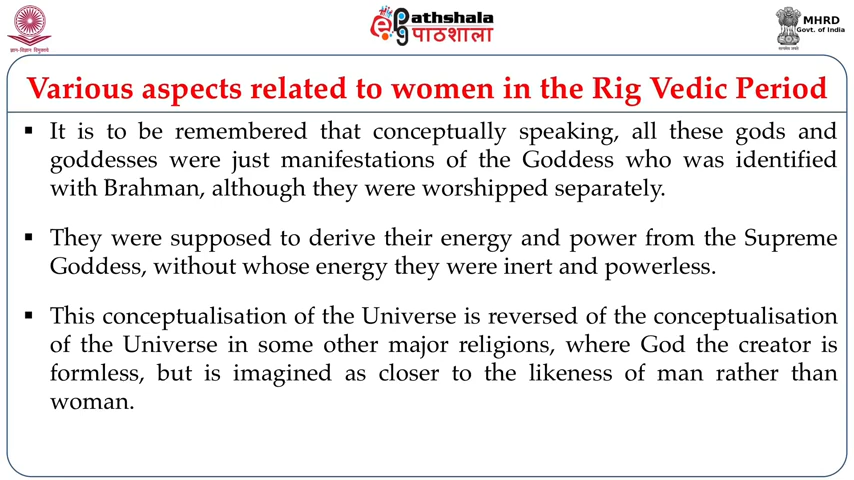 ज्ञान-विज्ञान विमुक्तये
ePathshala
पाठशाला
MHRD
Govt. of India
Various aspects related to women in the Rig Vedic Period
▪ It is to be remembered that conceptually speaking, all these gods and
goddesses were just manifestations of the Goddess who was identified
with Brahman, although they were worshipped separately.
▪ They were supposed to derive their energy and power from the Supreme
Goddess, without whose energy they were inert and powerless.
▪ This conceptualisation of the Universe is reversed of the conceptualisation
of the Universe in some other major religions, where God the creator is
formless, but is imagined as closer to the likeness of man rather than
woman.